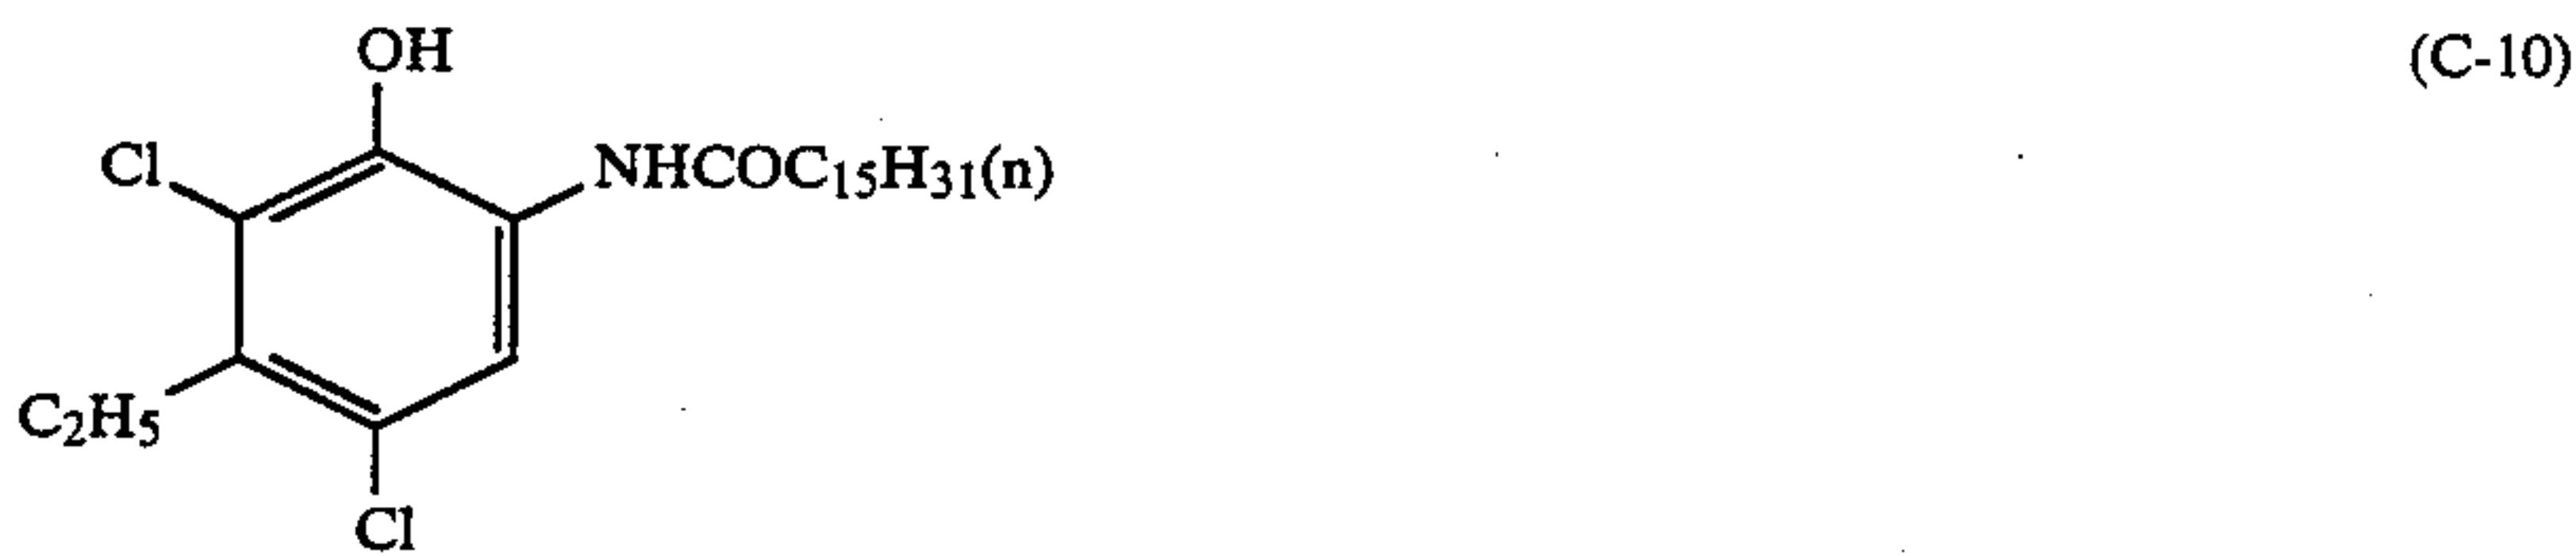 OH
(C-10)
Cl
NHCOC₁₅H₃₁(n)
C₂H₅
Cl